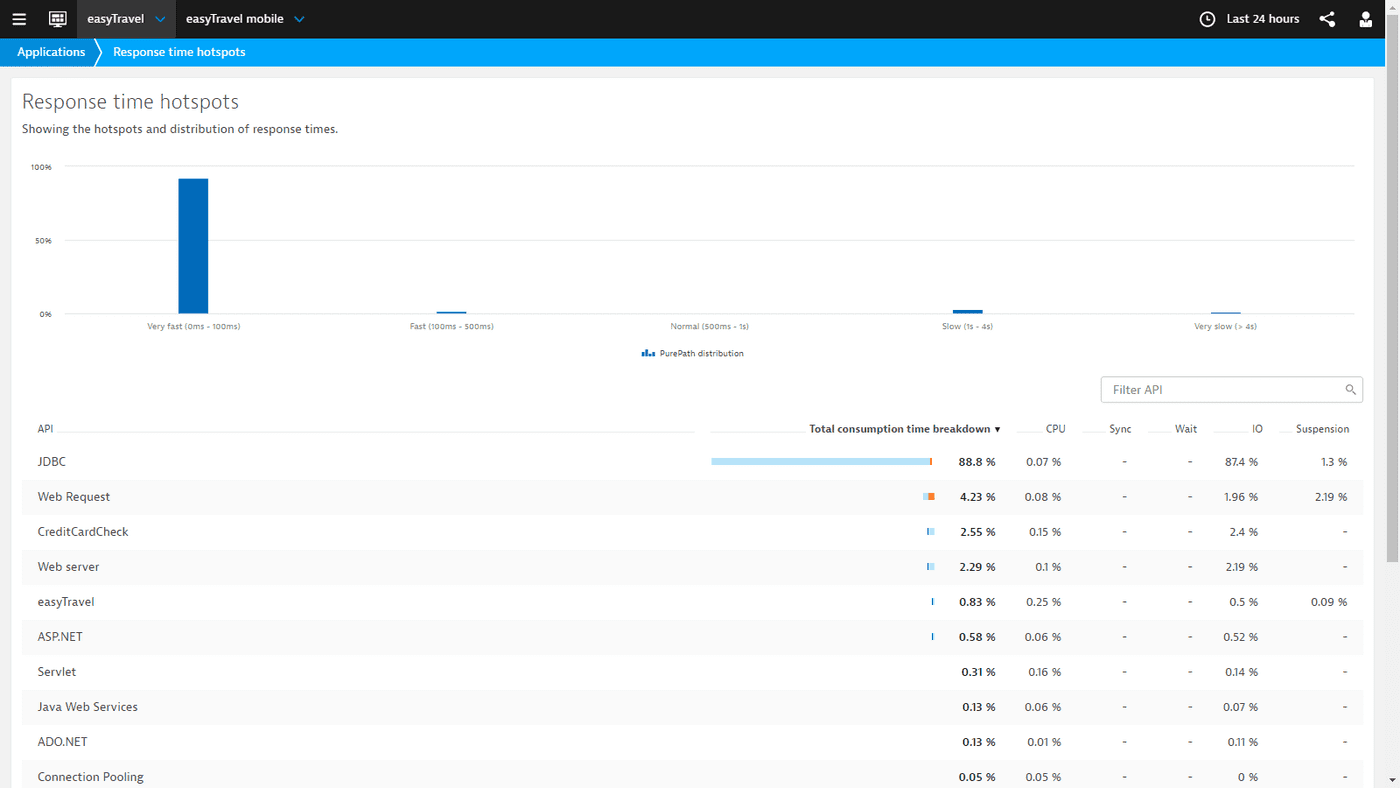 easyTravel easyTravel mobile Last 24 hours
Applications Response time hotspots
Response time hotspots
Showing the hotspots and distribution of response times.
100%
50%
0%
Very fast (0ms - 100ms) Fast (100ms - 500ms) Normal (500ms - 1s) Slow (1s - 4s) Very slow (> 4s)
PurePath distribution
Filter API
API Total consumption time breakdown ▼ CPU Sync Wait IO Suspension
JDBC 88.8 % 0.07 % - - 87.4 % 1.3 %
Web Request 4.23 % 0.08 % - - 1.96 % 2.19 %
CreditCardCheck 2.55 % 0.15 % - - 2.4 % -
Web server 2.29 % 0.1 % - - 2.19 % -
easyTravel 0.83 % 0.25 % - - 0.5 % 0.09 %
ASP.NET 0.58 % 0.06 % - - 0.52 % -
Servlet 0.31 % 0.16 % - - 0.14 % -
Java Web Services 0.13 % 0.06 % - - 0.07 % -
ADO.NET 0.13 % 0.01 % - - 0.11 % -
Connection Pooling 0.05 % 0.05 % - - 0 % -